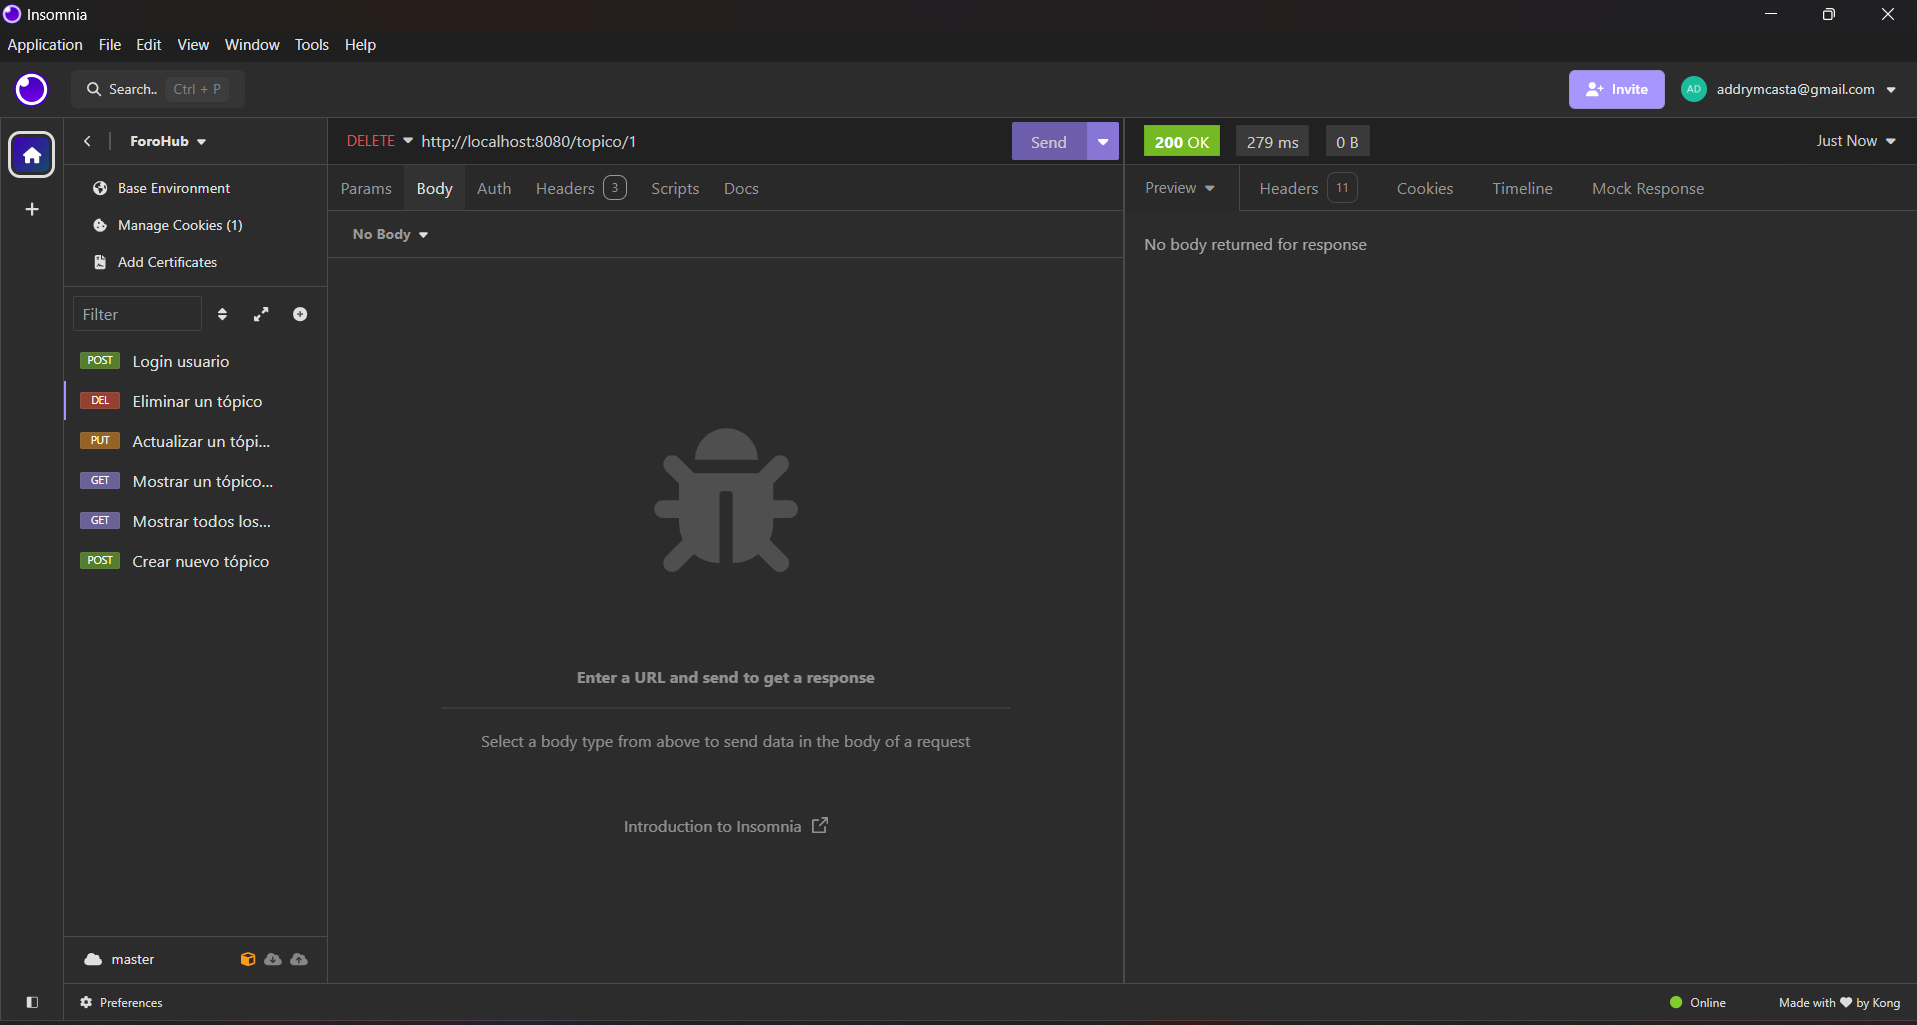 Insomnia
Application File Edit View Window Tools Help
Search.. Ctrl + P
Invite
AD addrymcasta@gmail.com
ForoHub
Base Environment
Manage Cookies (1)
Add Certificates
Filter
POST Login usuario
DEL Eliminar un tópico
PUT Actualizar un tópi...
GET Mostrar un tópico...
GET Mostrar todos los...
POST Crear nuevo tópico
master
DELETE http://localhost:8080/topico/1
Send
Params Body Auth Headers 3 Scripts Docs
No Body
Enter a URL and send to get a response
Select a body type from above to send data in the body of a request
Introduction to Insomnia
200 OK 279 ms 0 B
Just Now
Preview Headers 11 Cookies Timeline Mock Response
No body returned for response
Preferences
Online
Made with ♥ by Kong